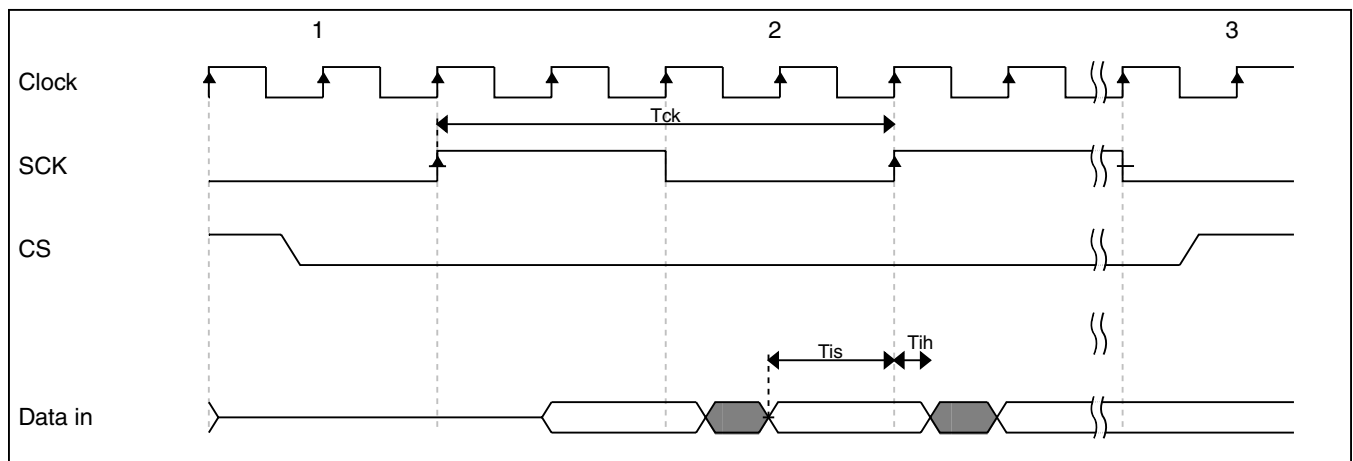 1 2 3
Clock
Tck
SCK
CS
Tis Tih
Data in